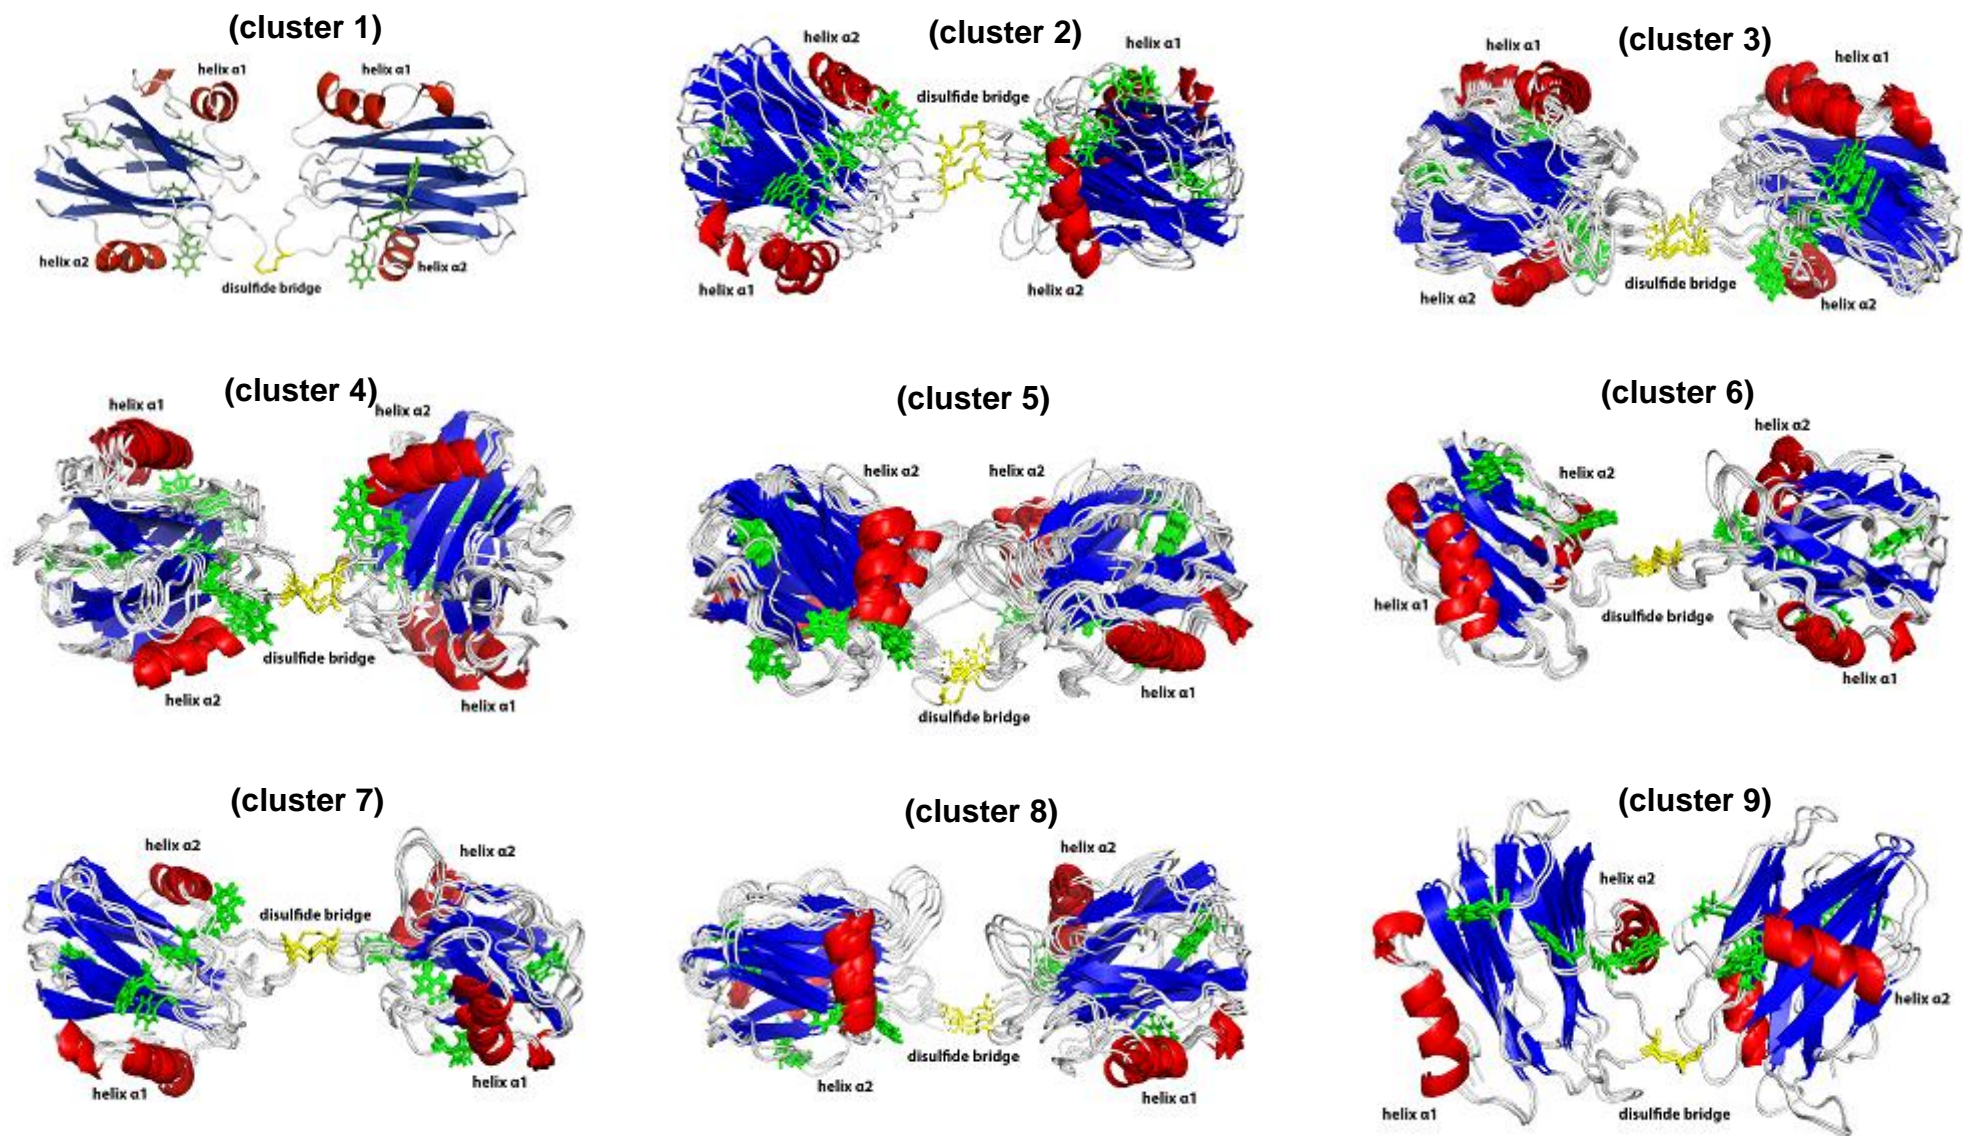 (cluster 1)
helix α1
helix α1
helix α2
helix α2
disulfide bridge
(cluster 2)
helix α2
helix α1
disulfide bridge
helix α1
helix α2
(cluster 3)
helix α1
helix α1
disulfide bridge
helix α2
helix α2
(cluster 4)
helix α1
helix α2
disulfide bridge
helix α2
helix α1
(cluster 5)
helix α2
helix α2
helix α1
disulfide bridge
(cluster 6)
helix α2
helix α2
helix α1
disulfide bridge
helix α1
(cluster 7)
helix α2
helix α2
disulfide bridge
helix α1
helix α1
(cluster 8)
helix α2
disulfide bridge
helix α2
helix α1
(cluster 9)
helix α2
helix α2
helix α1
disulfide bridge